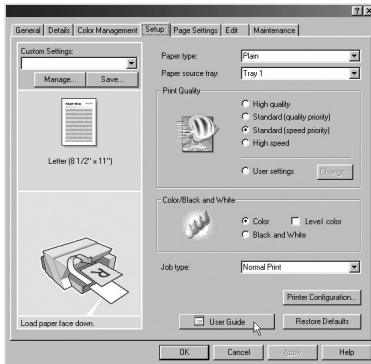 General Details Color Management Setup Page Settings Edit Maintenance
Custom Settings:
Manage... Save...
Letter (8 1/2" x 11")
Load paper face down.
Paper type: Plain
Paper source tray: Tray 1
Print Quality
High quality
Standard (quality priority)
Standard (speed priority)
High speed
User settings Change...
Color/Black and White
Color Level color
Black and White
Job type: Normal Print
Printer Configuration...
User Guide Restore Defaults
OK Cancel Apply Help